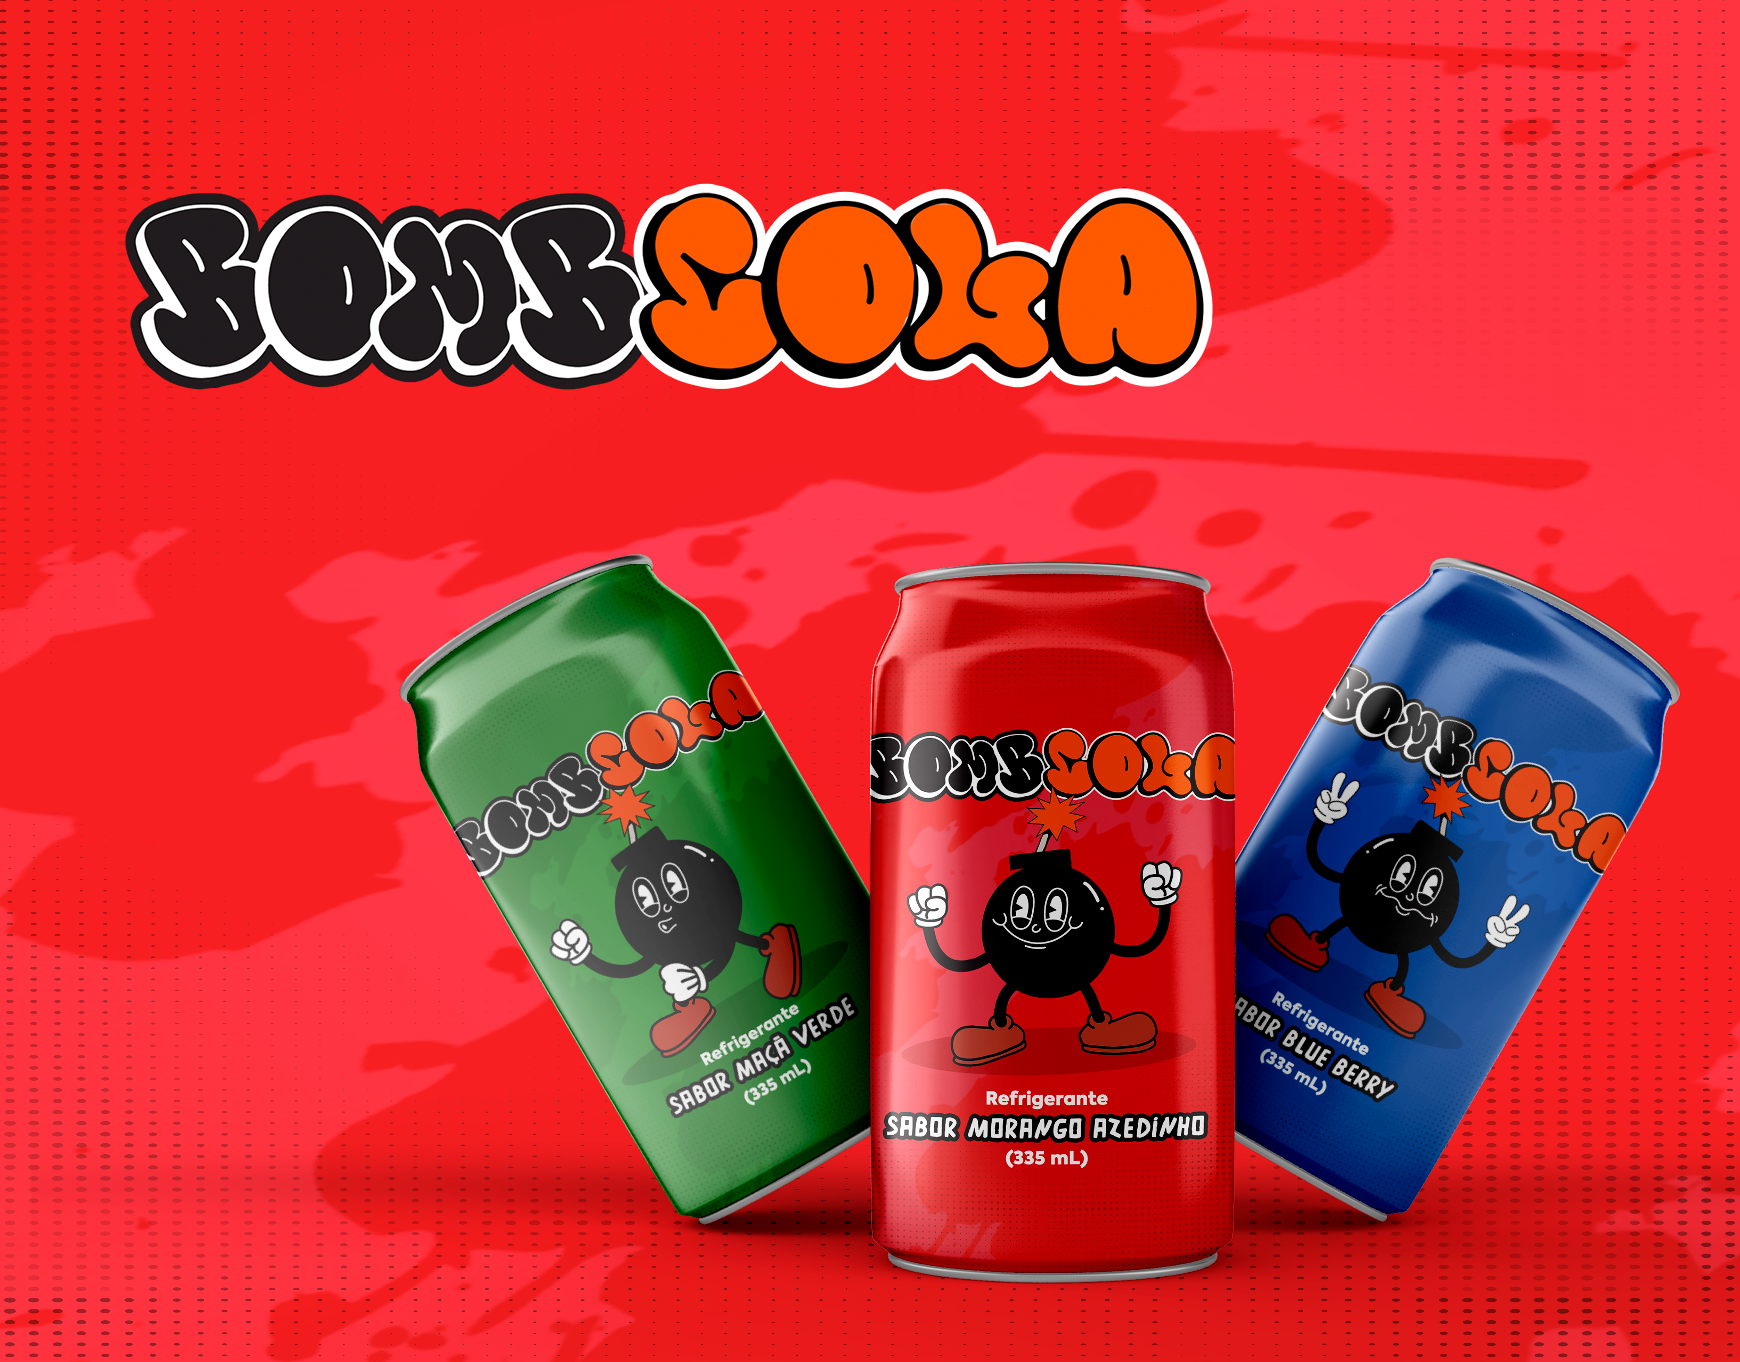 BOMBCOLA
BOMBCOLA
Refrigerante
SABOR MAÇÃ VERDE
(335 mL)
BOMBCOLA
Refrigerante
SABOR MORANGO AZEDINHO
(335 mL)
BOMBCOLA
Refrigerante
ABOR BLUE BERRY
(335 mL)